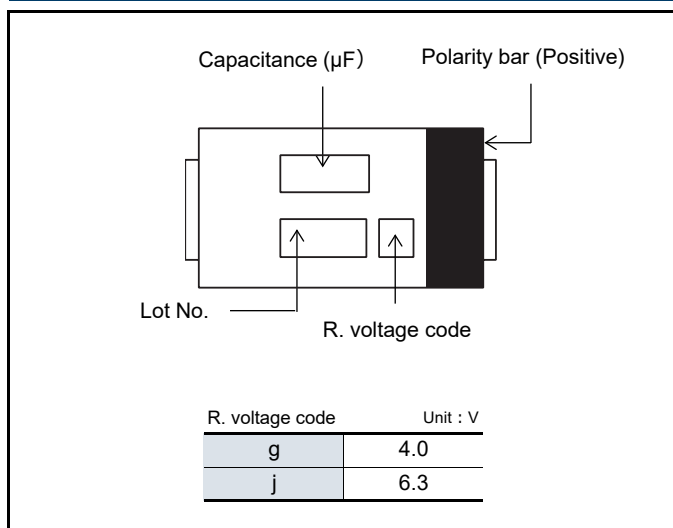 Capacitance (μF)
Polarity bar (Positive)
Lot No.
R. voltage code
R. voltage code Unit : V
g 4.0
j 6.3